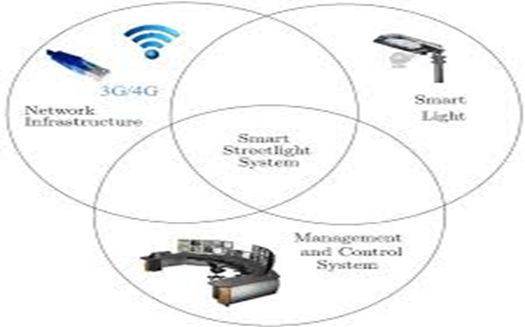 3G/4G
Network
Infrastructure
Smart
Light
Smart
Streetlight
System
Management
and Control
System